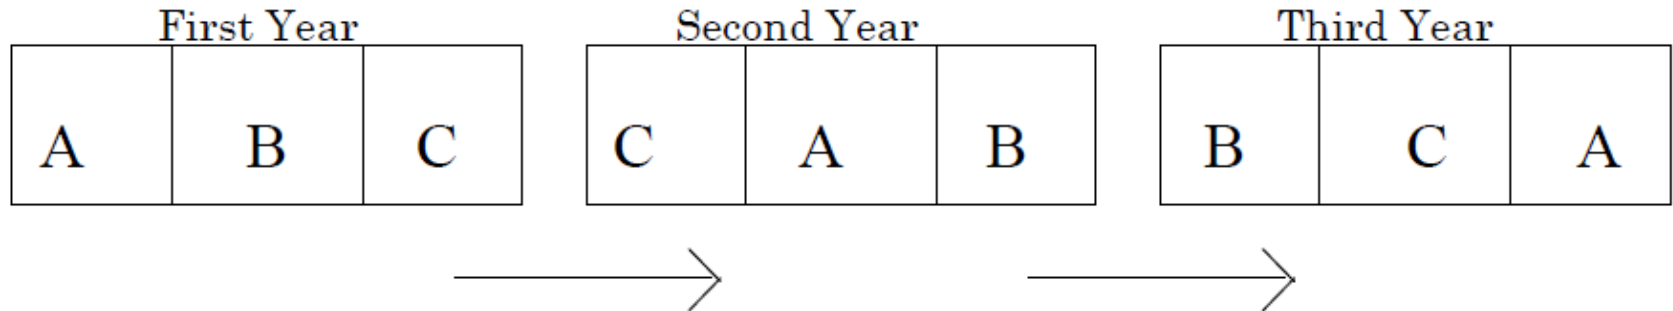 First Year Second Year Third Year
A B C C A B B C A